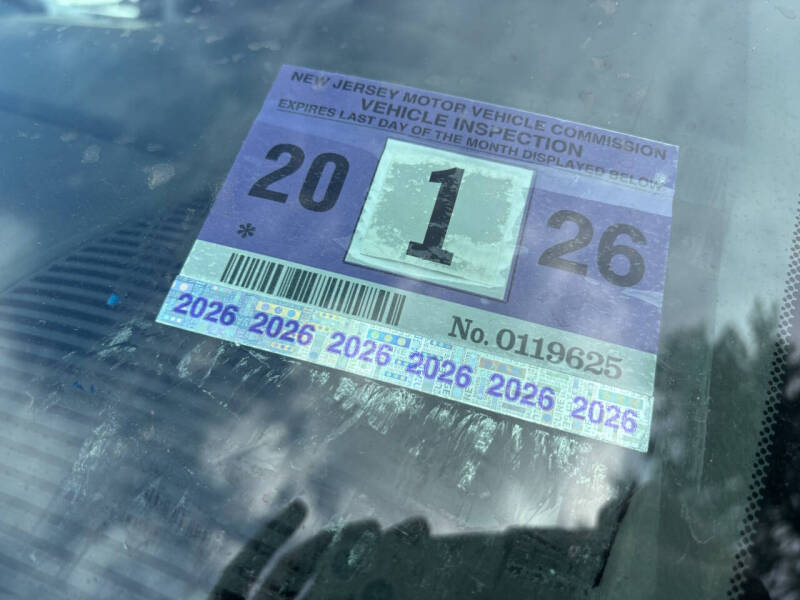 NEW JERSEY MOTOR VEHICLE COMMISSION
VEHICLE INSPECTION
EXPIRES LAST DAY OF THE MONTH DISPLAYED BELOW
20 1 26
*
No. 0119625
2026 2026 2026 2026 2026 2026